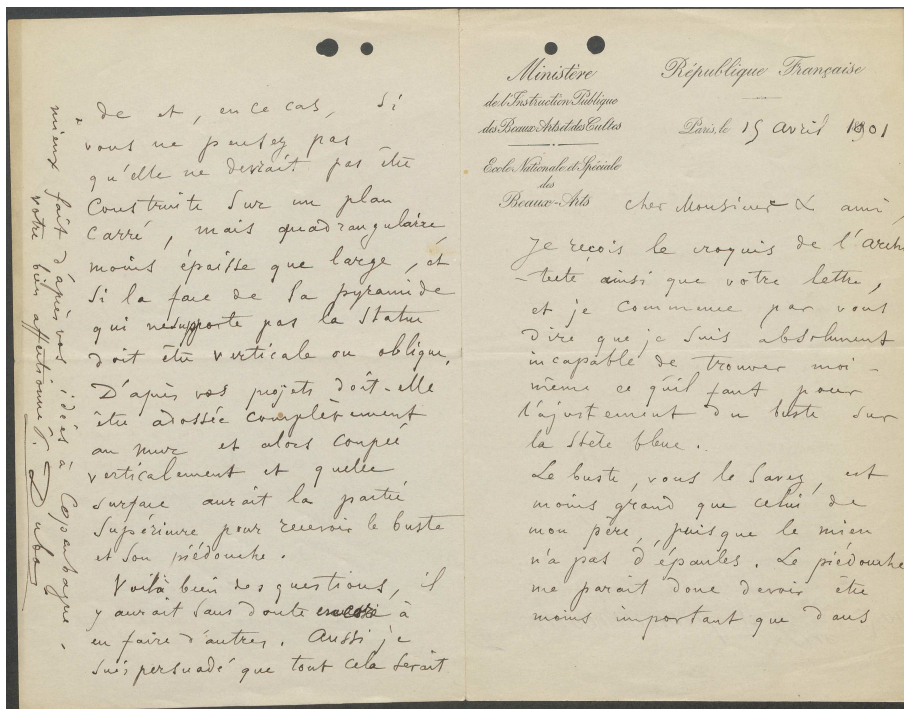 Ministère
de l'Instruction Publique
des Beaux-Arts et des Cultes
Ecole Nationale et Spéciale
des
Beaux-Arts
République Française
Paris, le 15 avril 1901
Cher Monsieur & ami,
Je reçois le croquis de l'archi
-tecte ainsi que votre lettre,
et je commence par vous
dire que je suis absolument
incapable de trouver moi-
même ce qu'il faut pour
l'ajustement du buste sur
la stèle bleue.
Le buste, vous le savez, est
moins grand que celui de
mon père, puisque le mien
n'a pas d'épaules. Le piédouche
me parait donc devoir être
moins important que dans
de et, en ce cas, si
vous ne pensez pas
qu'elle ne devrait pas être
construite sur un plan
carré, mais quadrangulaire
moins épaisse que large, et
si la face de la pyramide
qui ne supporte pas la statue
doit être verticale ou oblique.
D'après vos projets doit-elle
être adossée complètement
au mur et alors coupée
verticalement et quelle
surface aurait la partie
supérieure pour recevoir le buste
et son piédouche.
Voilà bien des questions, il
y aurait sans doute encore à
en faire d'autres. Aussi je
suis persuadé que tout cela serait
mieux fait d'après vos idées à Copenhague.
votre bien affectionné P. Dubois